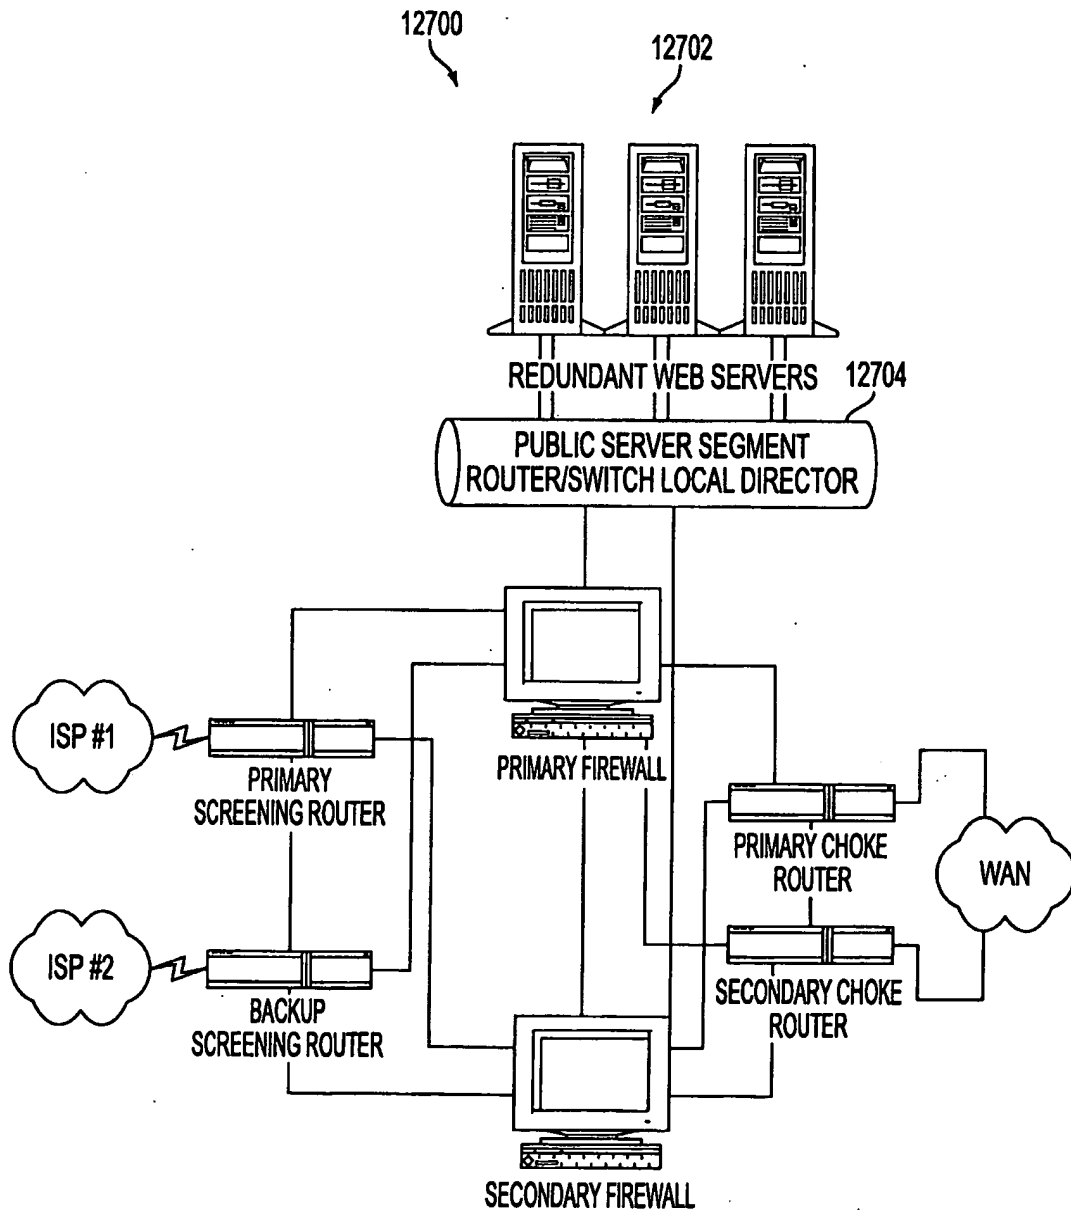 12700
12702
REDUNDANT WEB SERVERS
12704
PUBLIC SERVER SEGMENT
ROUTER/SWITCH LOCAL DIRECTOR
ISP #1
PRIMARY
SCREENING ROUTER
PRIMARY FIREWALL
PRIMARY CHOKE
ROUTER
WAN
ISP #2
BACKUP
SCREENING ROUTER
SECONDARY CHOKE
ROUTER
SECONDARY FIREWALL